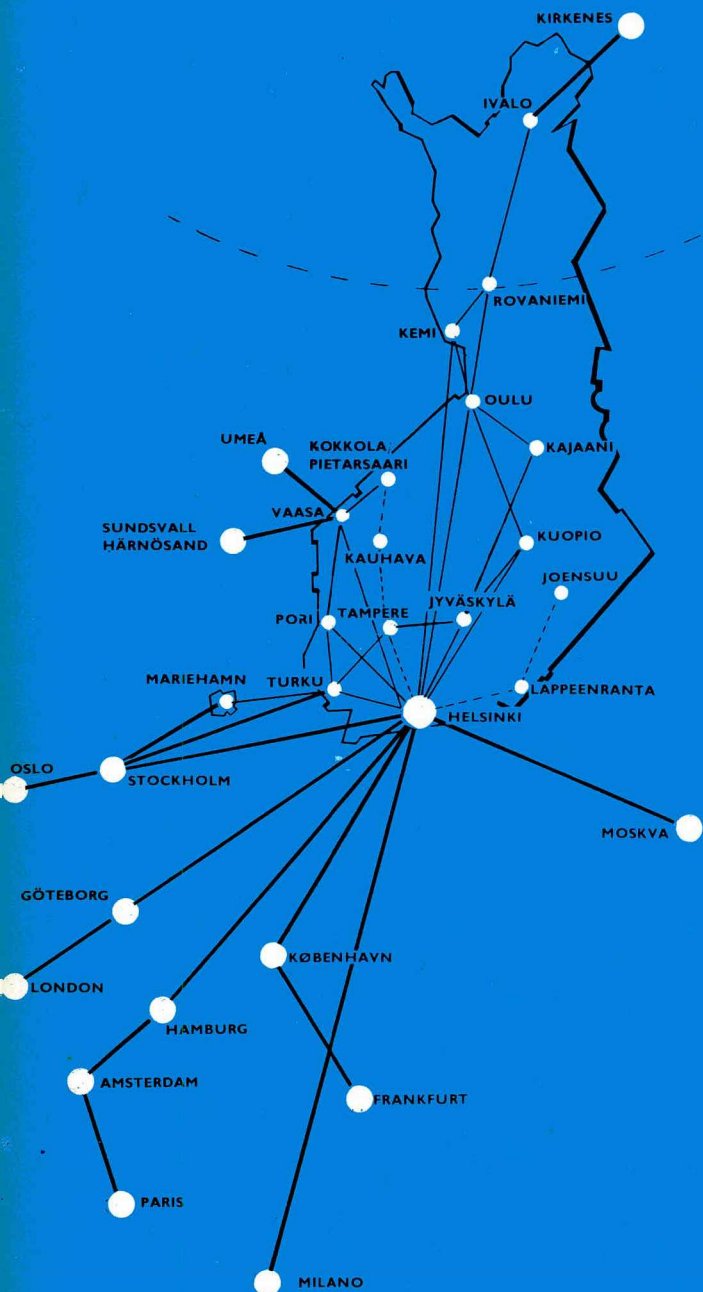 KIRKENES
IVALO
ROVANIEMI
KEMI
OULU
UMEÅ
KOKKOLA
PIETARSAARI
KAJAANI
VAASA
SUNDSVALL
HÄRNÖSAND
KAUHAVA
KUOPIO
JOENSUU
PORI
TAMPERE
JYVÄSKYLÄ
MARIEHAMN
TURKU
LAPPEENRANTA
HELSINKI
OSLO
STOCKHOLM
MOSKVA
GÖTEBORG
KØBENHAVN
LONDON
HAMBURG
AMSTERDAM
FRANKFURT
PARIS
MILANO